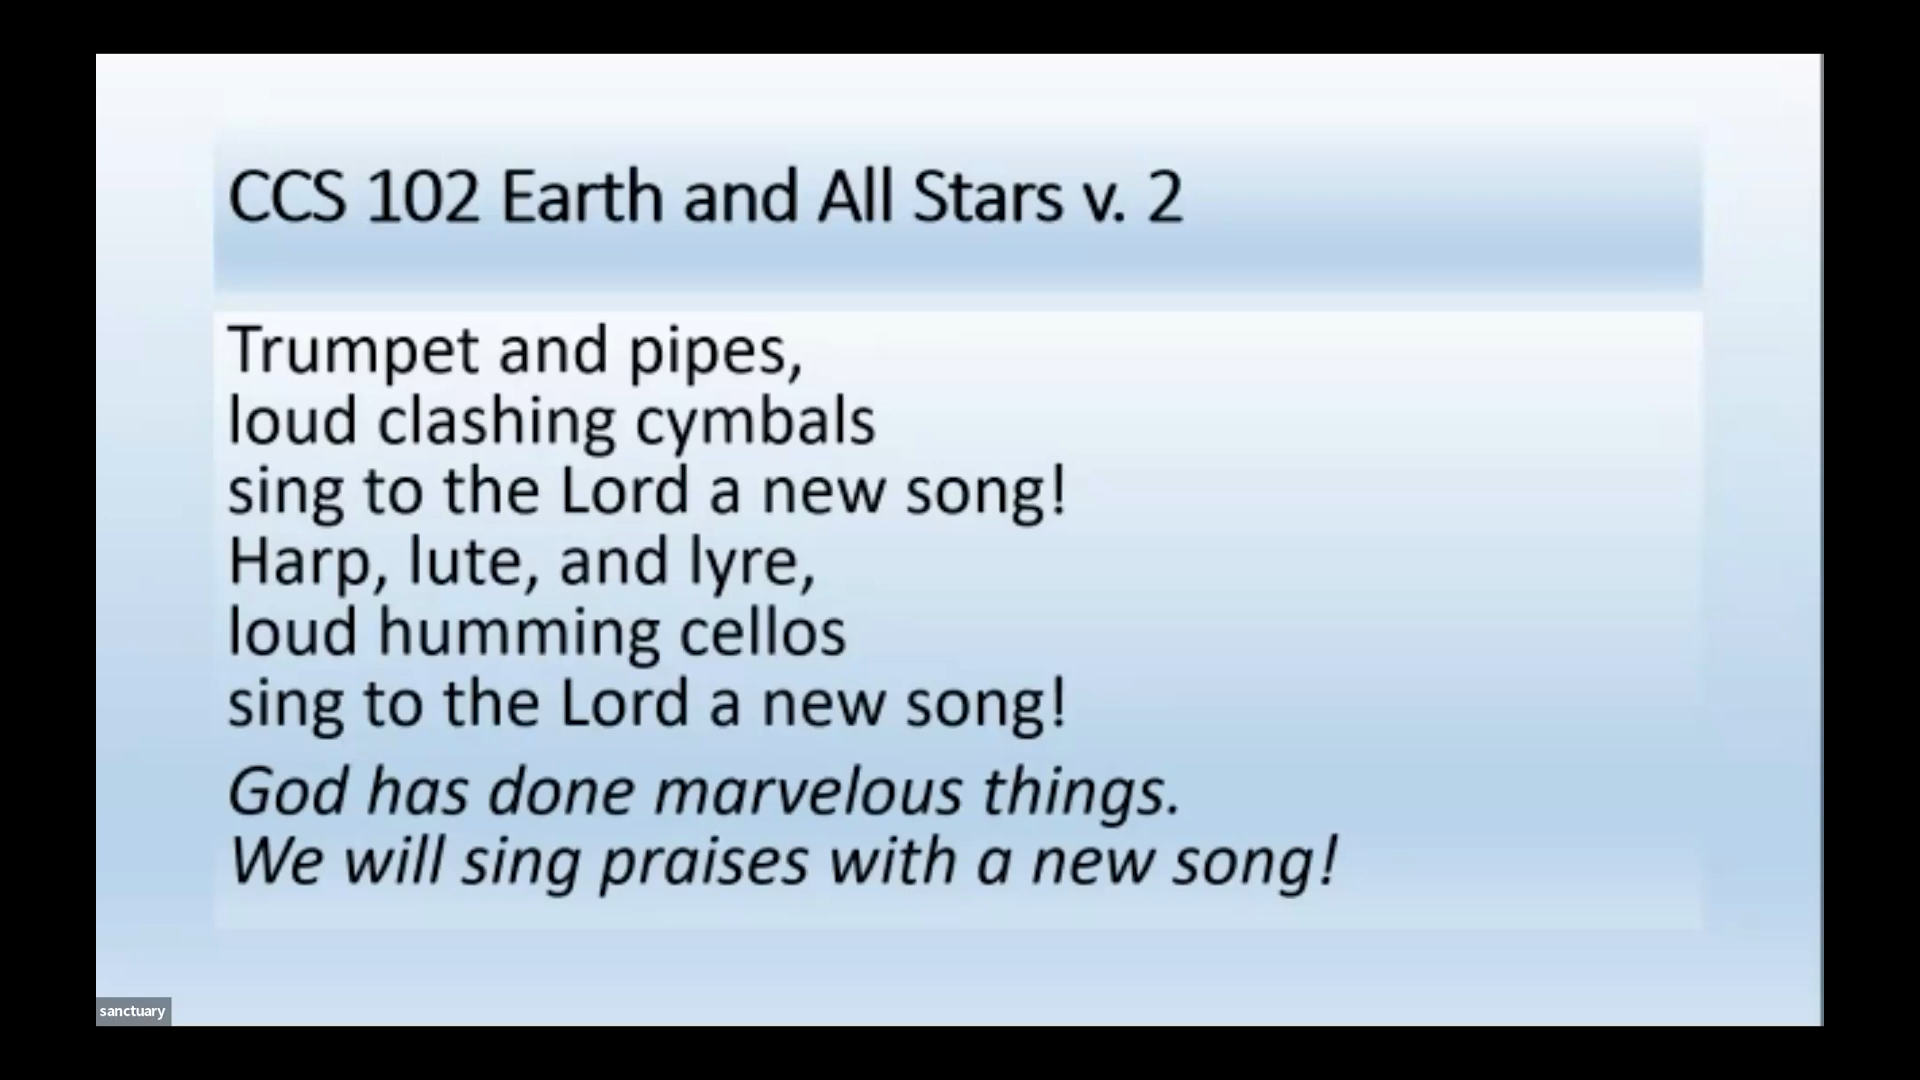 CCS 102 Earth and All Stars v. 2
Trumpet and pipes,
loud clashing cymbals
sing to the Lord a new song!
Harp, lute, and lyre,
loud humming cellos
sing to the Lord a new song!
God has done marvelous things.
We will sing praises with a new song!
sanctuary